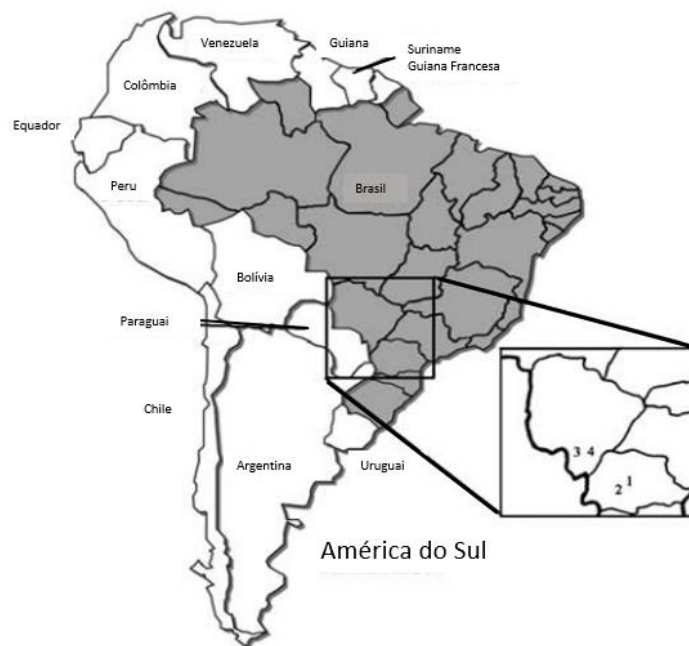 Venezuela
Guiana
Suriname
Guiana Francesa
Colômbia
Equador
Peru
Brasil
Bolívia
Paraguai
Chile
3 4
2 1
Argentina
Uruguai
América do Sul